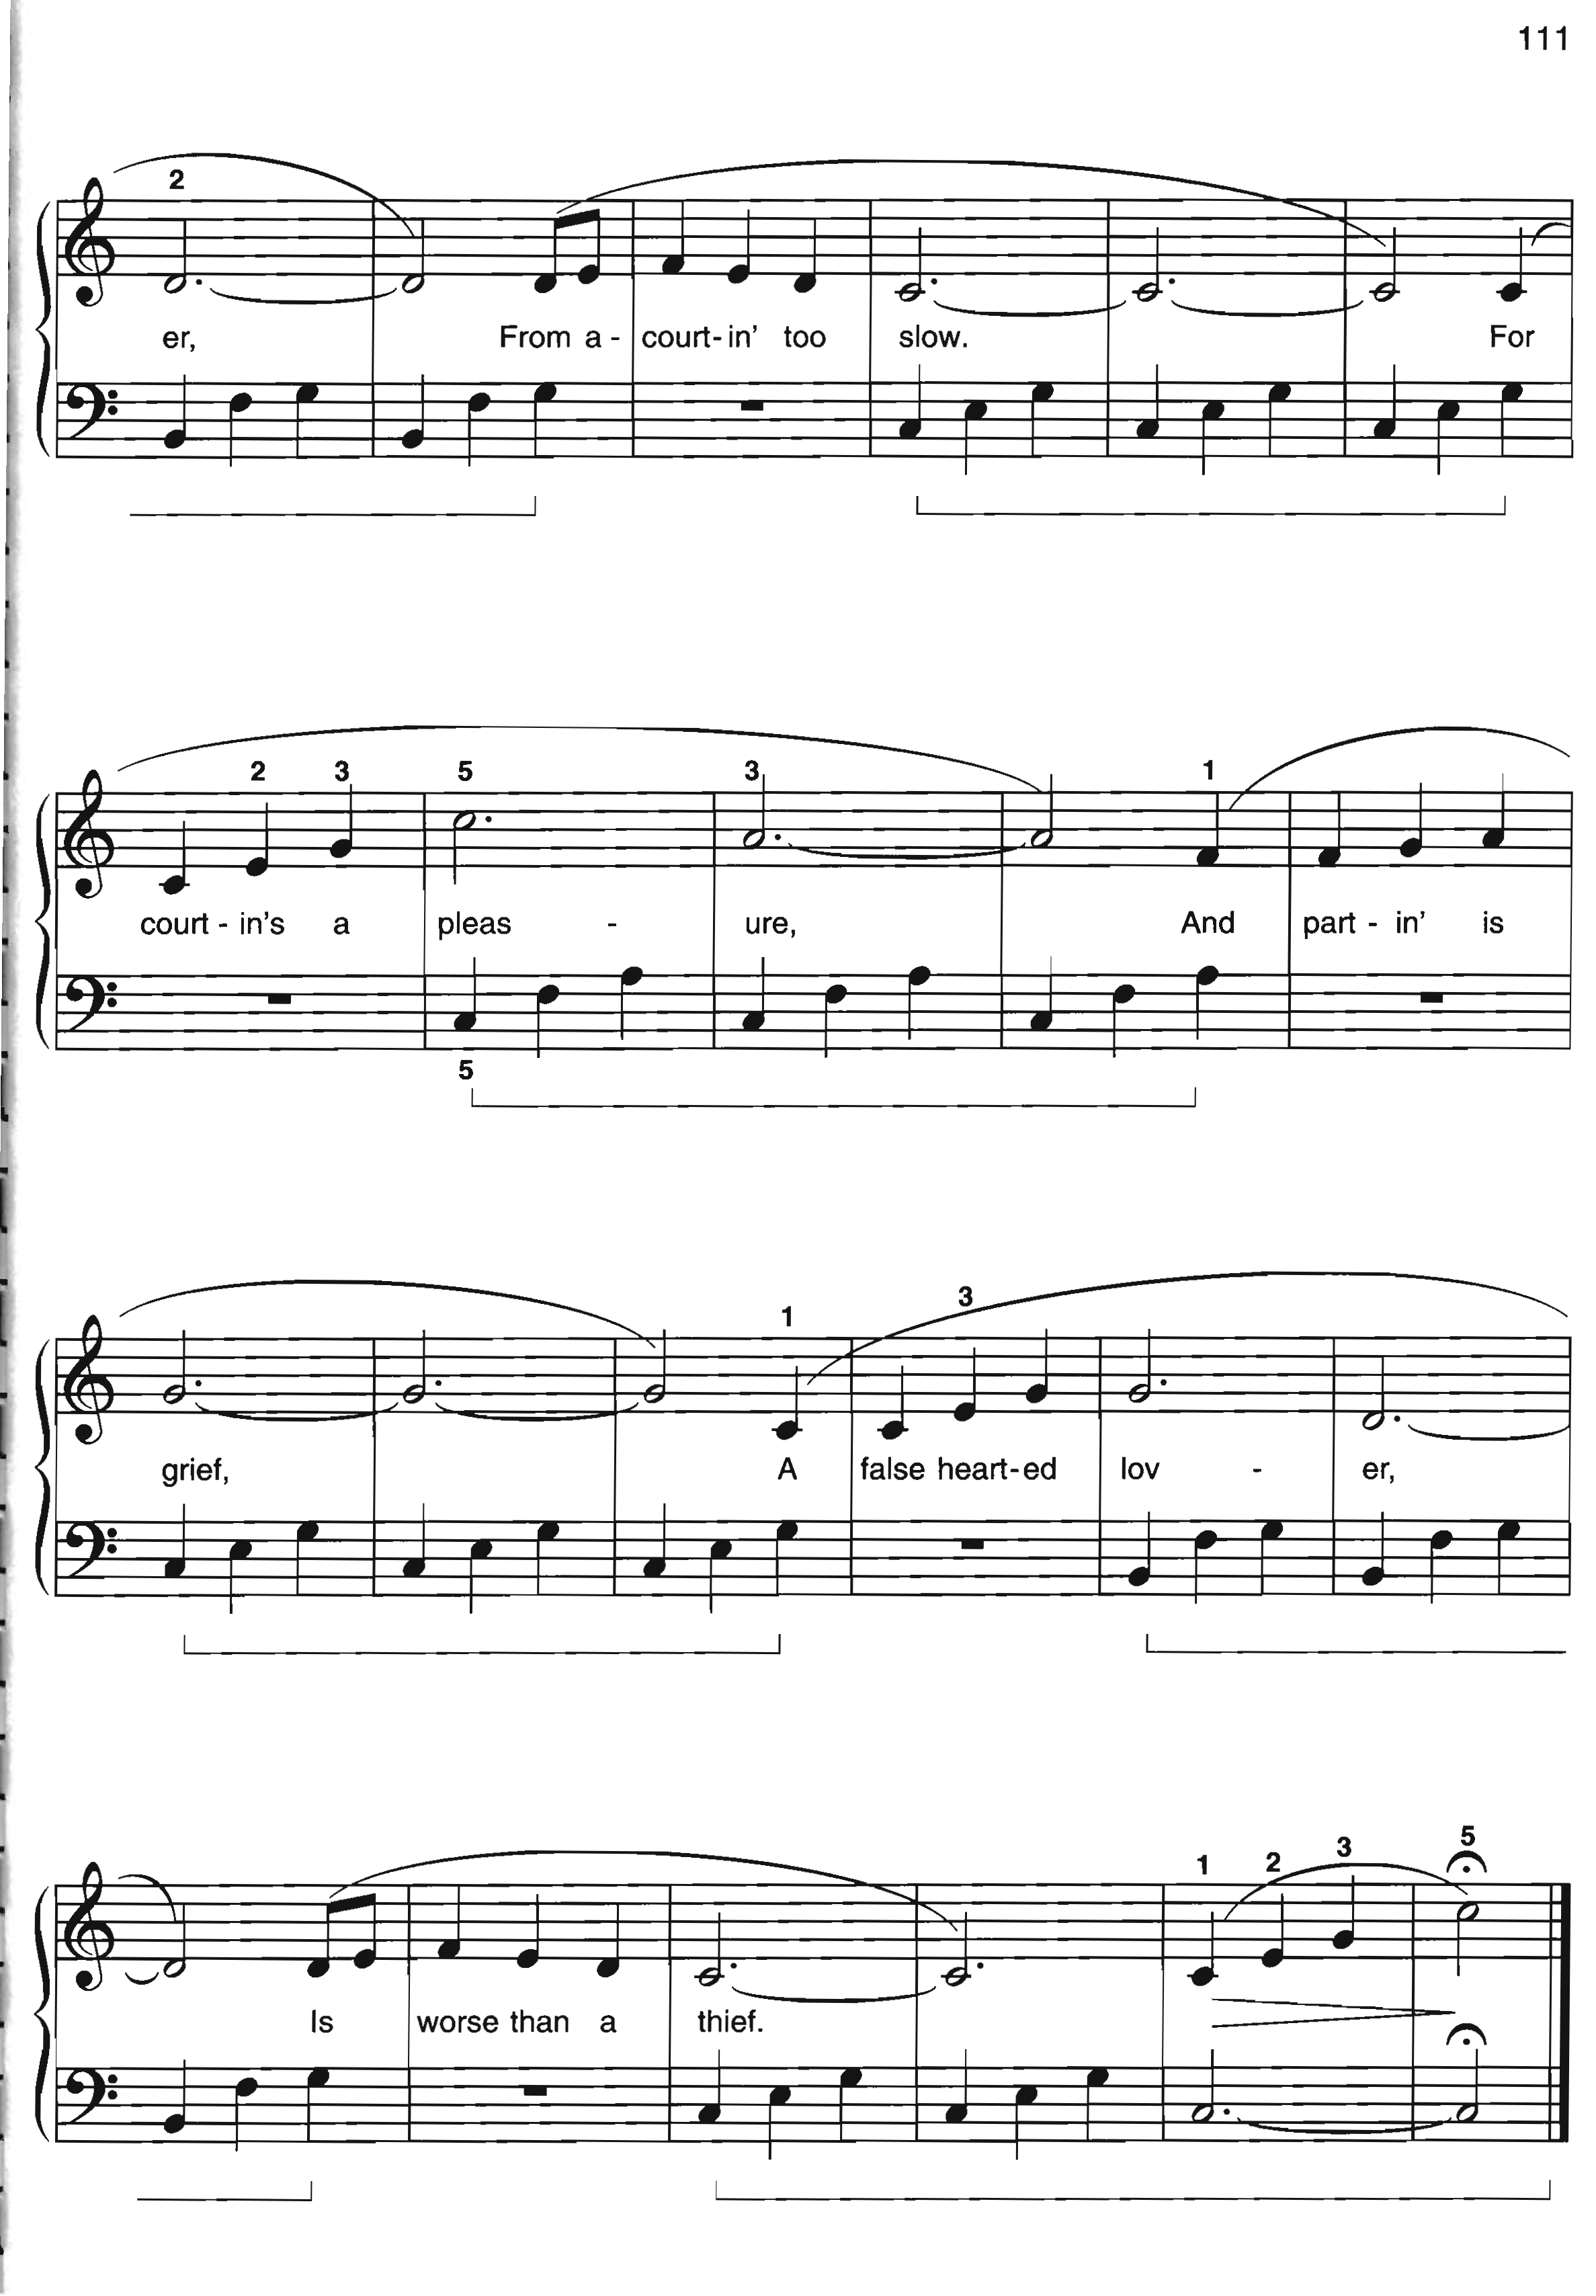 111
2
er, From a - court - in' too slow. For
2 3 5 3 1
court - in's a pleas - ure, And part - in' is
5
1 3
grief, A false heart - ed lov - er,
1 2 3 5
Is worse than a thief.